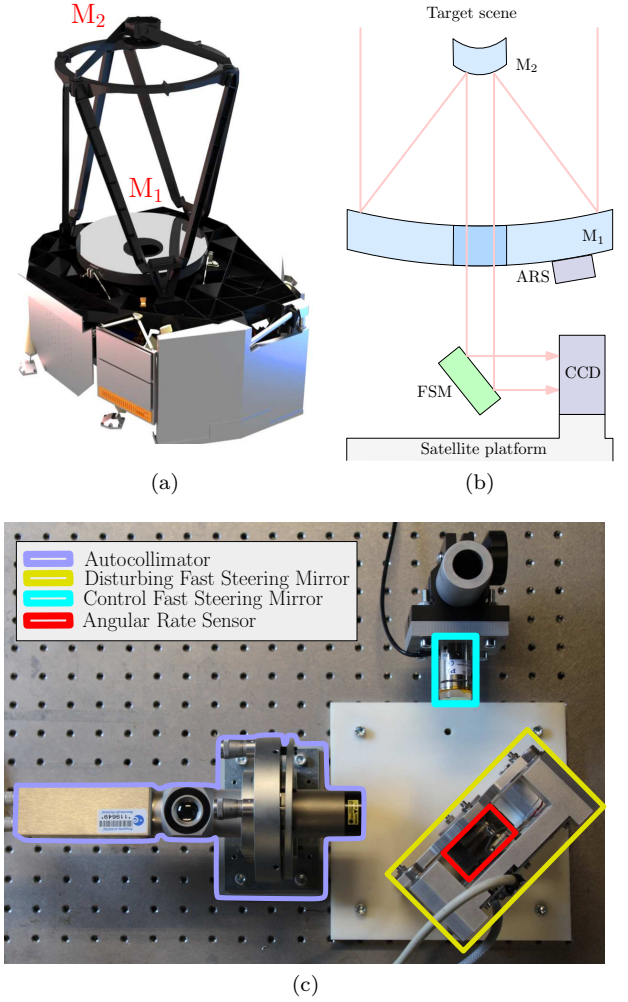 M2
M1
(a)
Target scene
M2
M1
ARS
FSM
CCD
Satellite platform
(b)
Autocollimator
Disturbing Fast Steering Mirror
Control Fast Steering Mirror
Angular Rate Sensor
(c)